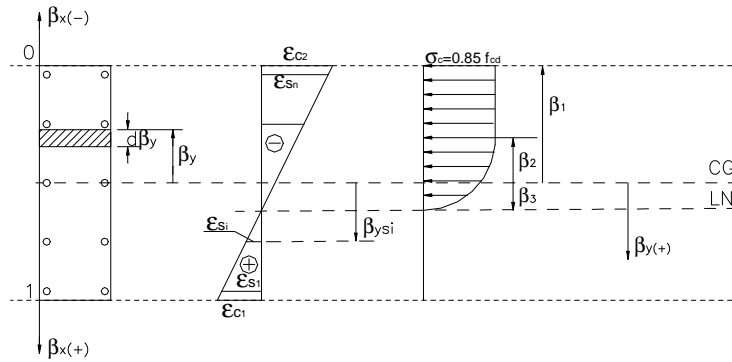 βx(-)
0
εc2
σc=0.85 fcd
εsn
β1
dβy
βy
β2
CG
β3
LN
εsi
βysi
βy(+)
εs1
1
εc1
βx(+)